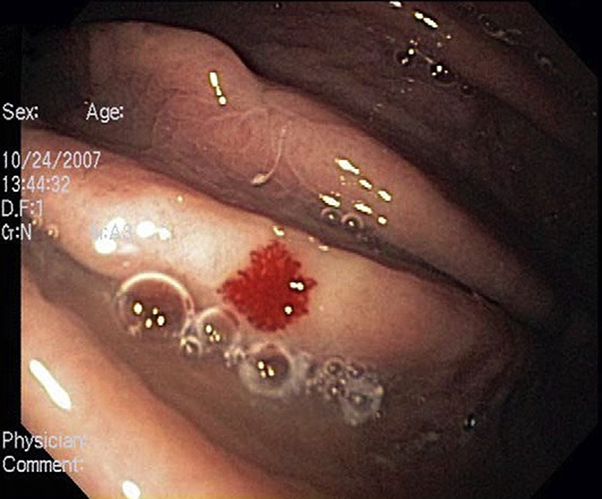 Sex: Age:
10/24/2007
13:44:32
D.F:1
G:N
Physician:
Comment: